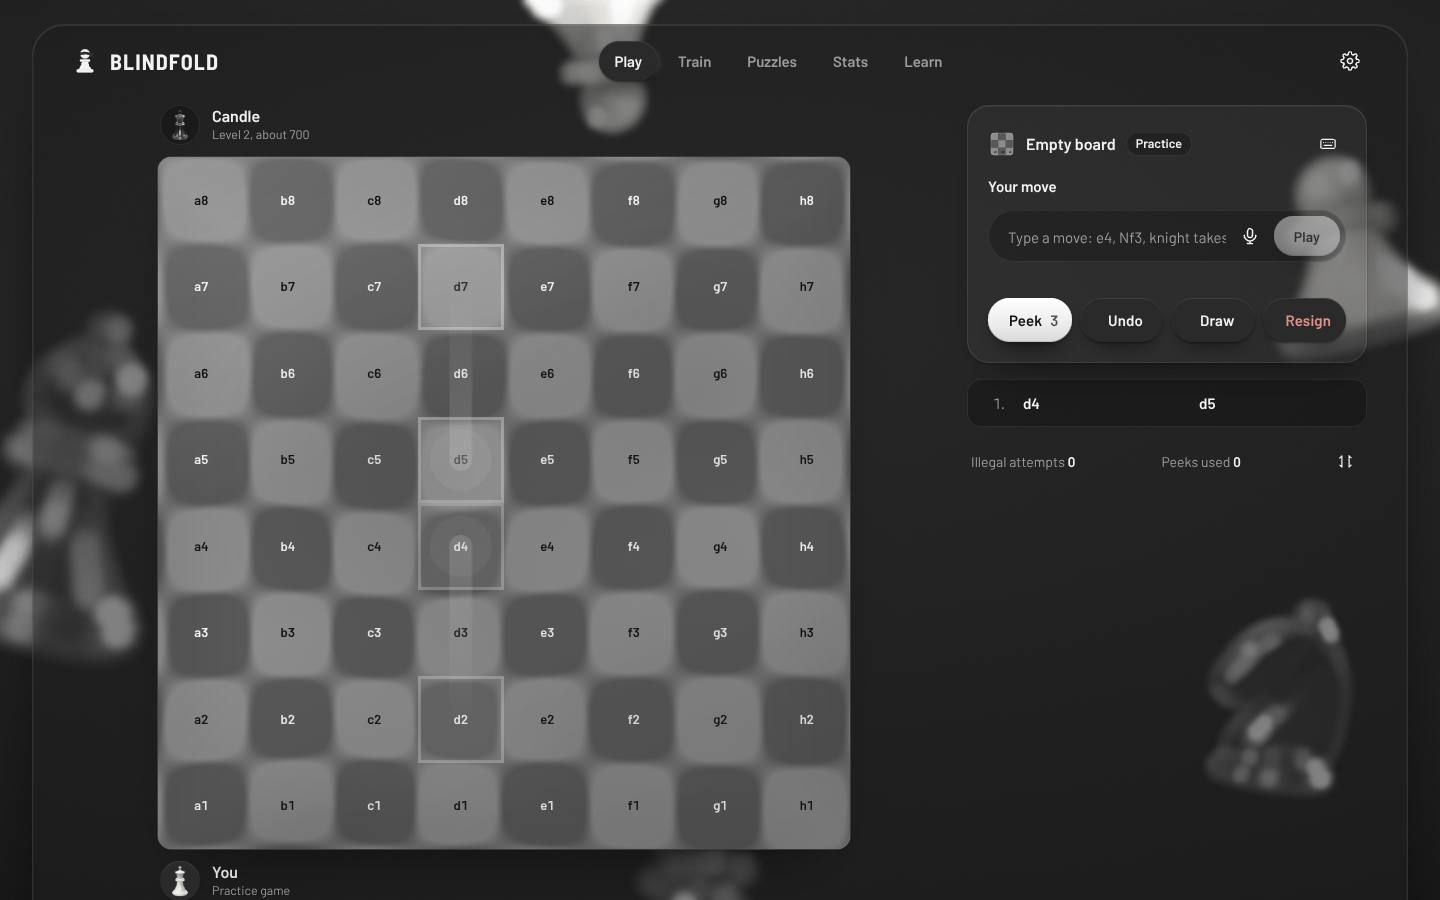 BLINDFOLD
Play Train Puzzles Stats Learn
Candle
Level 2, about 700
a8 b8 c8 d8 e8 f8 g8 h8
a7 b7 c7 d7 e7 f7 g7 h7
a6 b6 c6 d6 e6 f6 g6 h6
a5 b5 c5 d5 e5 f5 g5 h5
a4 b4 c4 d4 e4 f4 g4 h4
a3 b3 c3 d3 e3 f3 g3 h3
a2 b2 c2 d2 e2 f2 g2 h2
a1 b1 c1 d1 e1 f1 g1 h1
You
Practice game
Empty board Practice
Your move
Type a move: e4, Nf3, knight takes Play
Peek 3 Undo Draw Resign
1. d4 d5
Illegal attempts 0 Peeks used 0